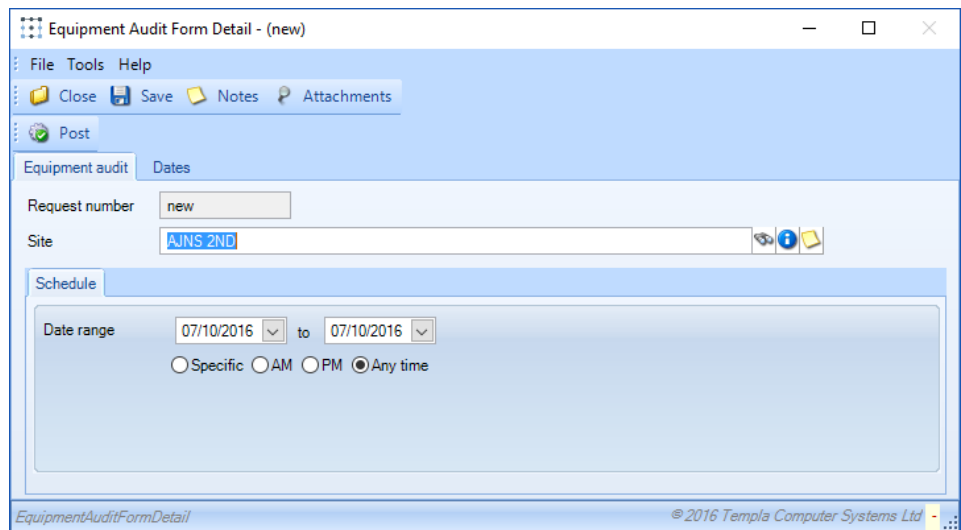 Equipment Audit Form Detail - (new)
File Tools Help
Close Save Notes Attachments
Post
Equipment audit Dates
Request number new
Site AJNS 2ND
Schedule
Date range 07/10/2016 to 07/10/2016
Specific AM PM Any time
EquipmentAuditFormDetail © 2016 Templa Computer Systems Ltd -